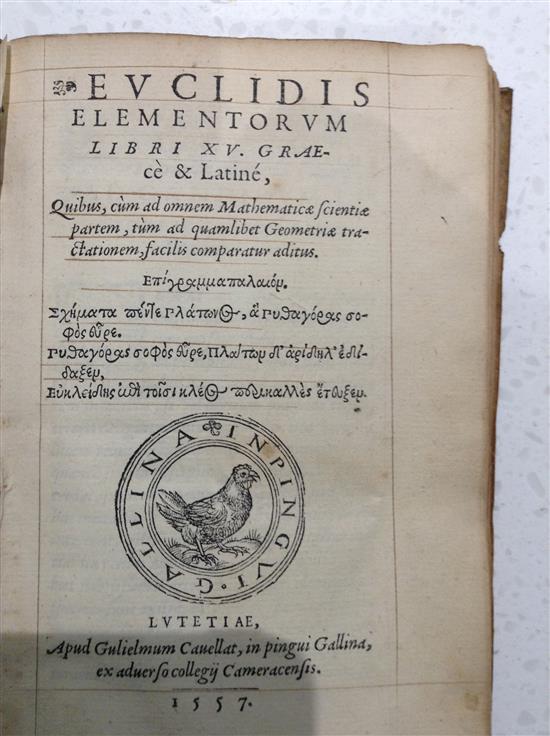 EVCLIDIS
ELEMENTORVM
LIBRI XV. GRAE-
cè & Latiné,
Quibus, cùm ad omnem Mathematicæ scientiæ
partem, tùm ad quamlibet Geometriæ tra-
ctationem, facilis comparatur aditus.
Επίγραμμα παλαιόν.
Σχήματα πέντε Πλάτωνος, ἃ Πυθαγόρας σο-
φὸς εὗρε.
Πυθαγόρας σοφὸς εὗρε, Πλάτων δ' ἀρίδηλ' ἐδί-
δαξεν,
Εὐκλείδης ἐπὶ τοῖσι κλέος περικαλλὲς ἔτευξεν.
GALLINA IN PINGVI.
LVTETIAE,
Apud Gulielmum Cauellat, in pingui Gallina,
ex aduerso collegij Cameracensis.
1557.